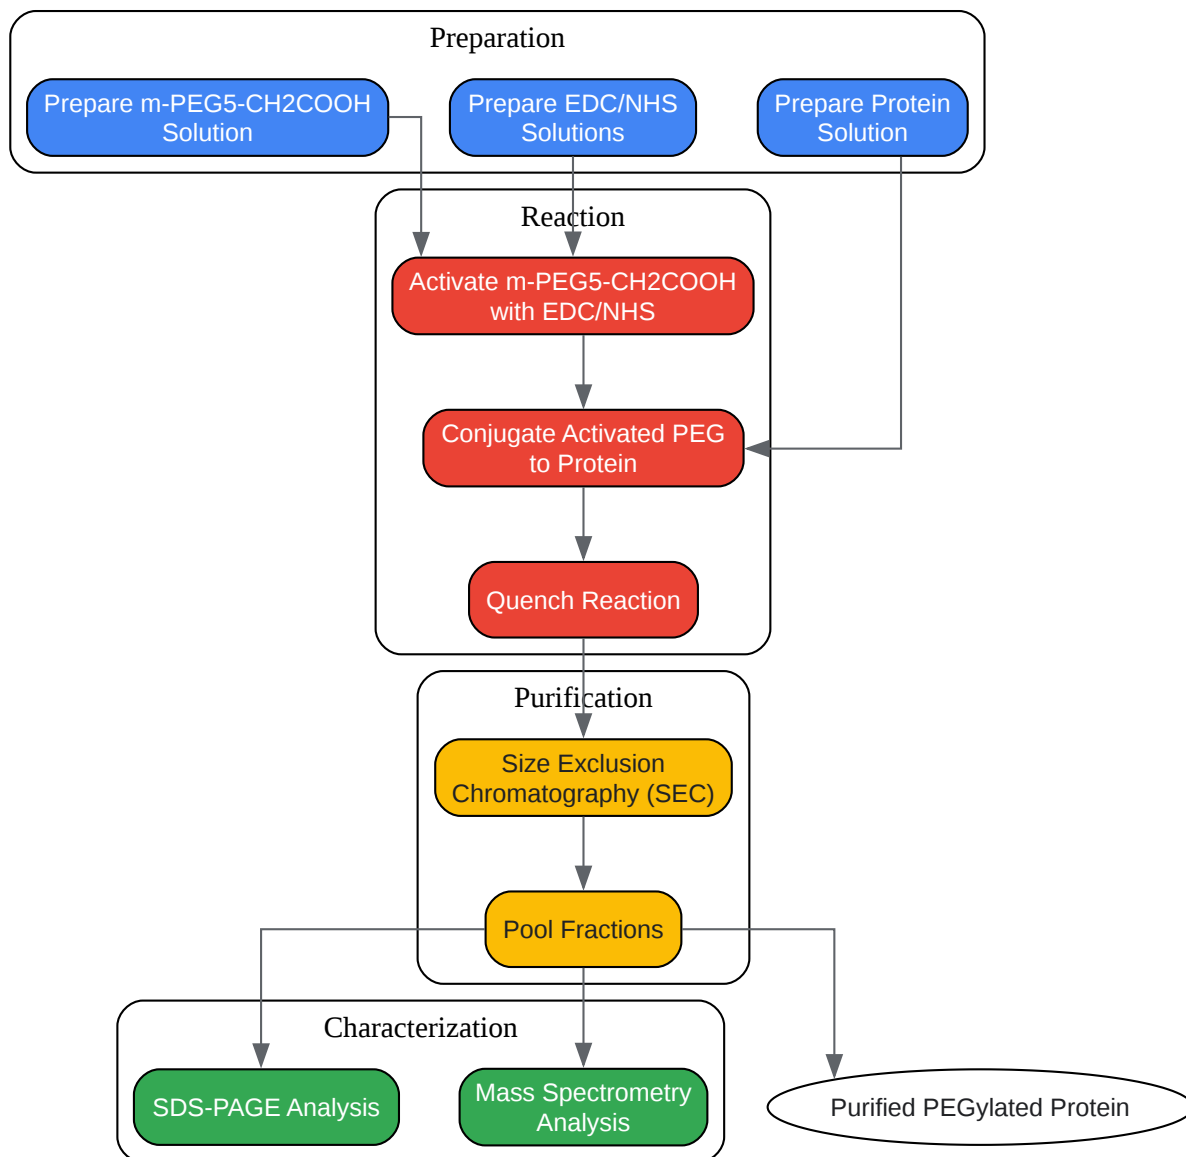 Preparation
Prepare m-PEG5-CH2COOH
Solution
Prepare EDC/NHS
Solutions
Prepare Protein
Solution
Reaction
Activate m-PEG5-CH2COOH
with EDC/NHS
Conjugate Activated PEG
to Protein
Quench Reaction
Purification
Size Exclusion
Chromatography (SEC)
Pool Fractions
Characterization
SDS-PAGE Analysis
Mass Spectrometry
Analysis
Purified PEGylated Protein